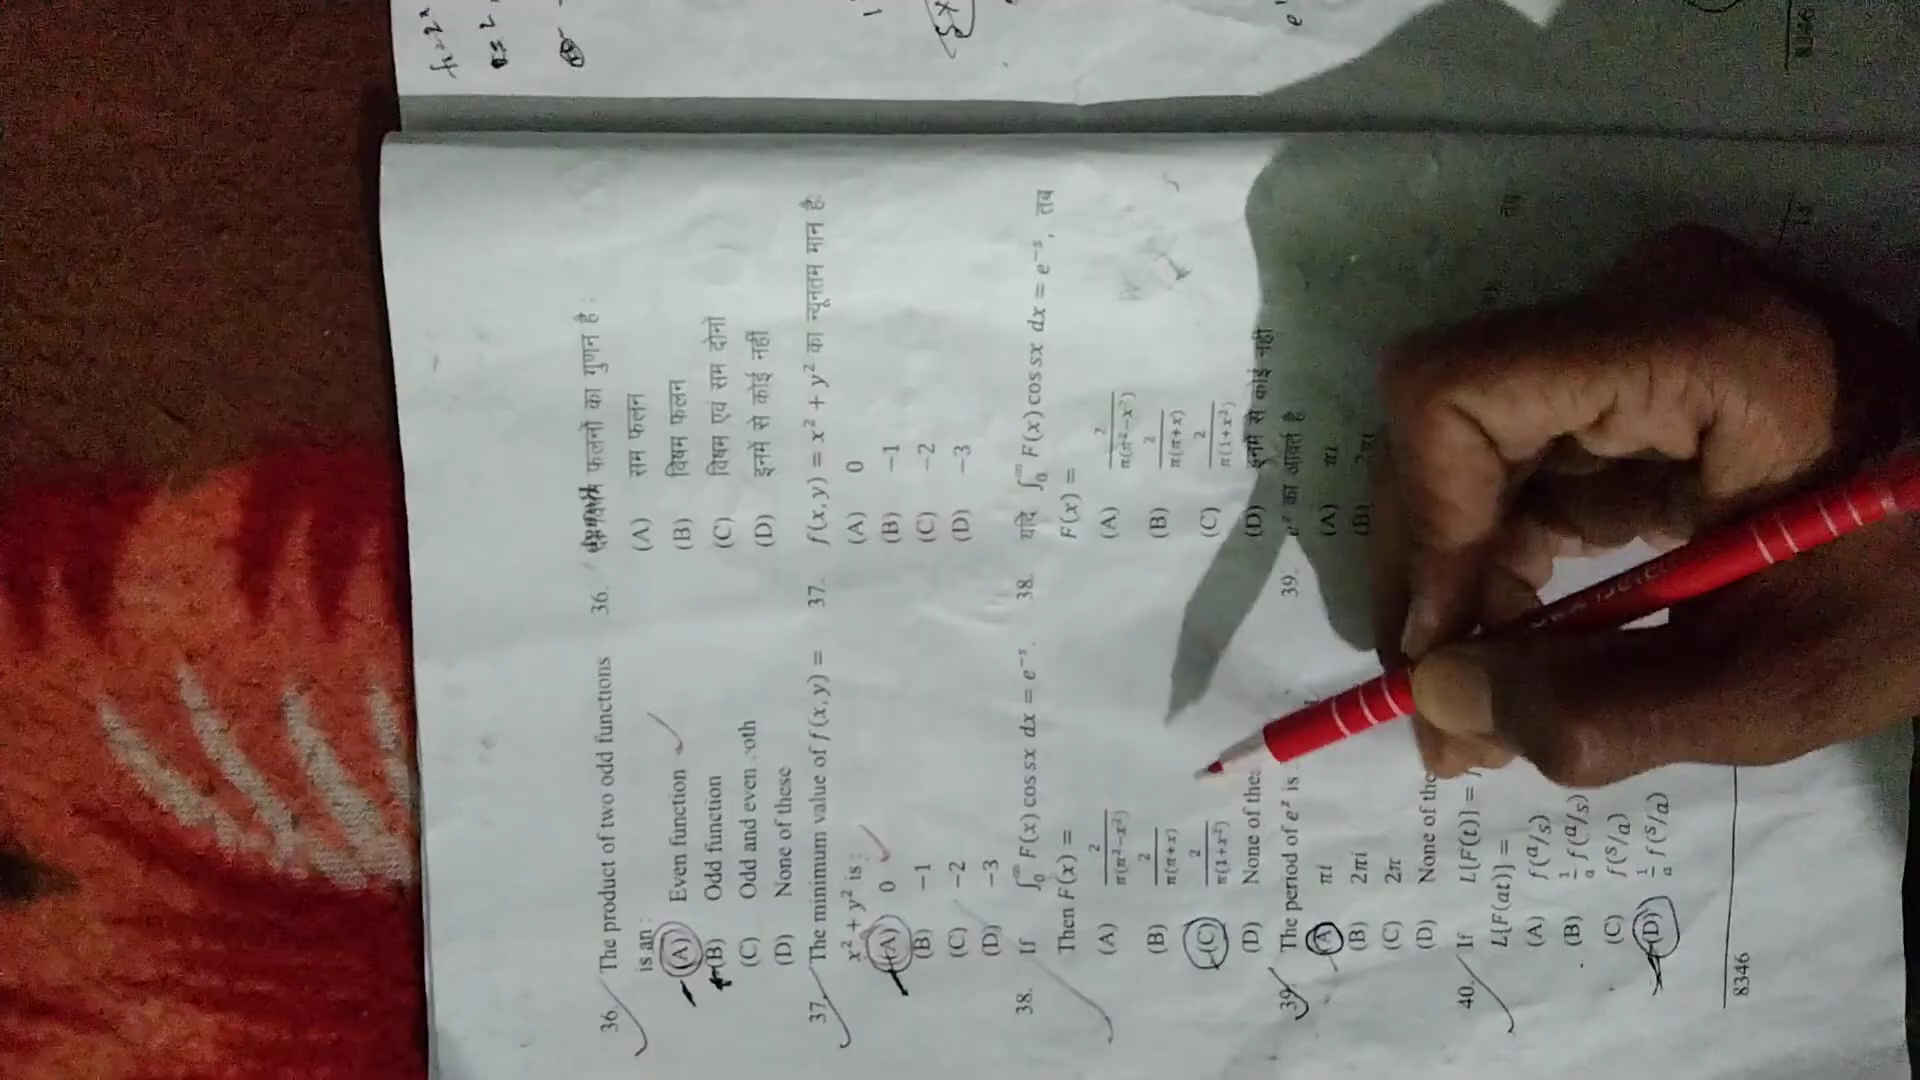 36. The product of two odd functions
is an :
(A) Even function
(B) Odd function
(C) Odd and even oth
(D) None of these
37. The minimum value of f(x, y) =
x² + y² is :
(A) 0
(B) −1
(C) −2
(D) −3
38. If ∫₀^∞ F(x) cos sx dx = e⁻ˢ.
Then F(x) =
(A) 2/π(π²−x²)
(B) 2/π(π+x)
(C) 2/π(1+x²)
(D) None of thes
39. The period of eᶻ is
(A) πi
(B) 2πi
(C) 2π
(D) None of the
40. If L[F(t)] =
L[F(at)] =
(A) f(a/s)
(B) 1/a f(a/s)
(C) f(s/a)
(D) 1/a f(s/a)
8346
36. फलनों का गुणन है :
(A) सम फलन
(B) विषम फलन
(C) विषम एवं सम दोनों
(D) इनमें से कोई नहीं
37. f(x, y) = x² + y² का न्यूनतम मान है
(A) 0
(B) −1
(C) −2
(D) −3
38. यदि ∫₀^∞ F(x) cos sx dx = e⁻ˢ, तब
F(x) =
(A) 2/π(π²−x²)
(B) 2/π(π+x)
(C) 2/π(1+x²)
(D) इनमें से कोई नहीं
39. eᶻ का आवर्त है
(A) πi
(B) 2πi